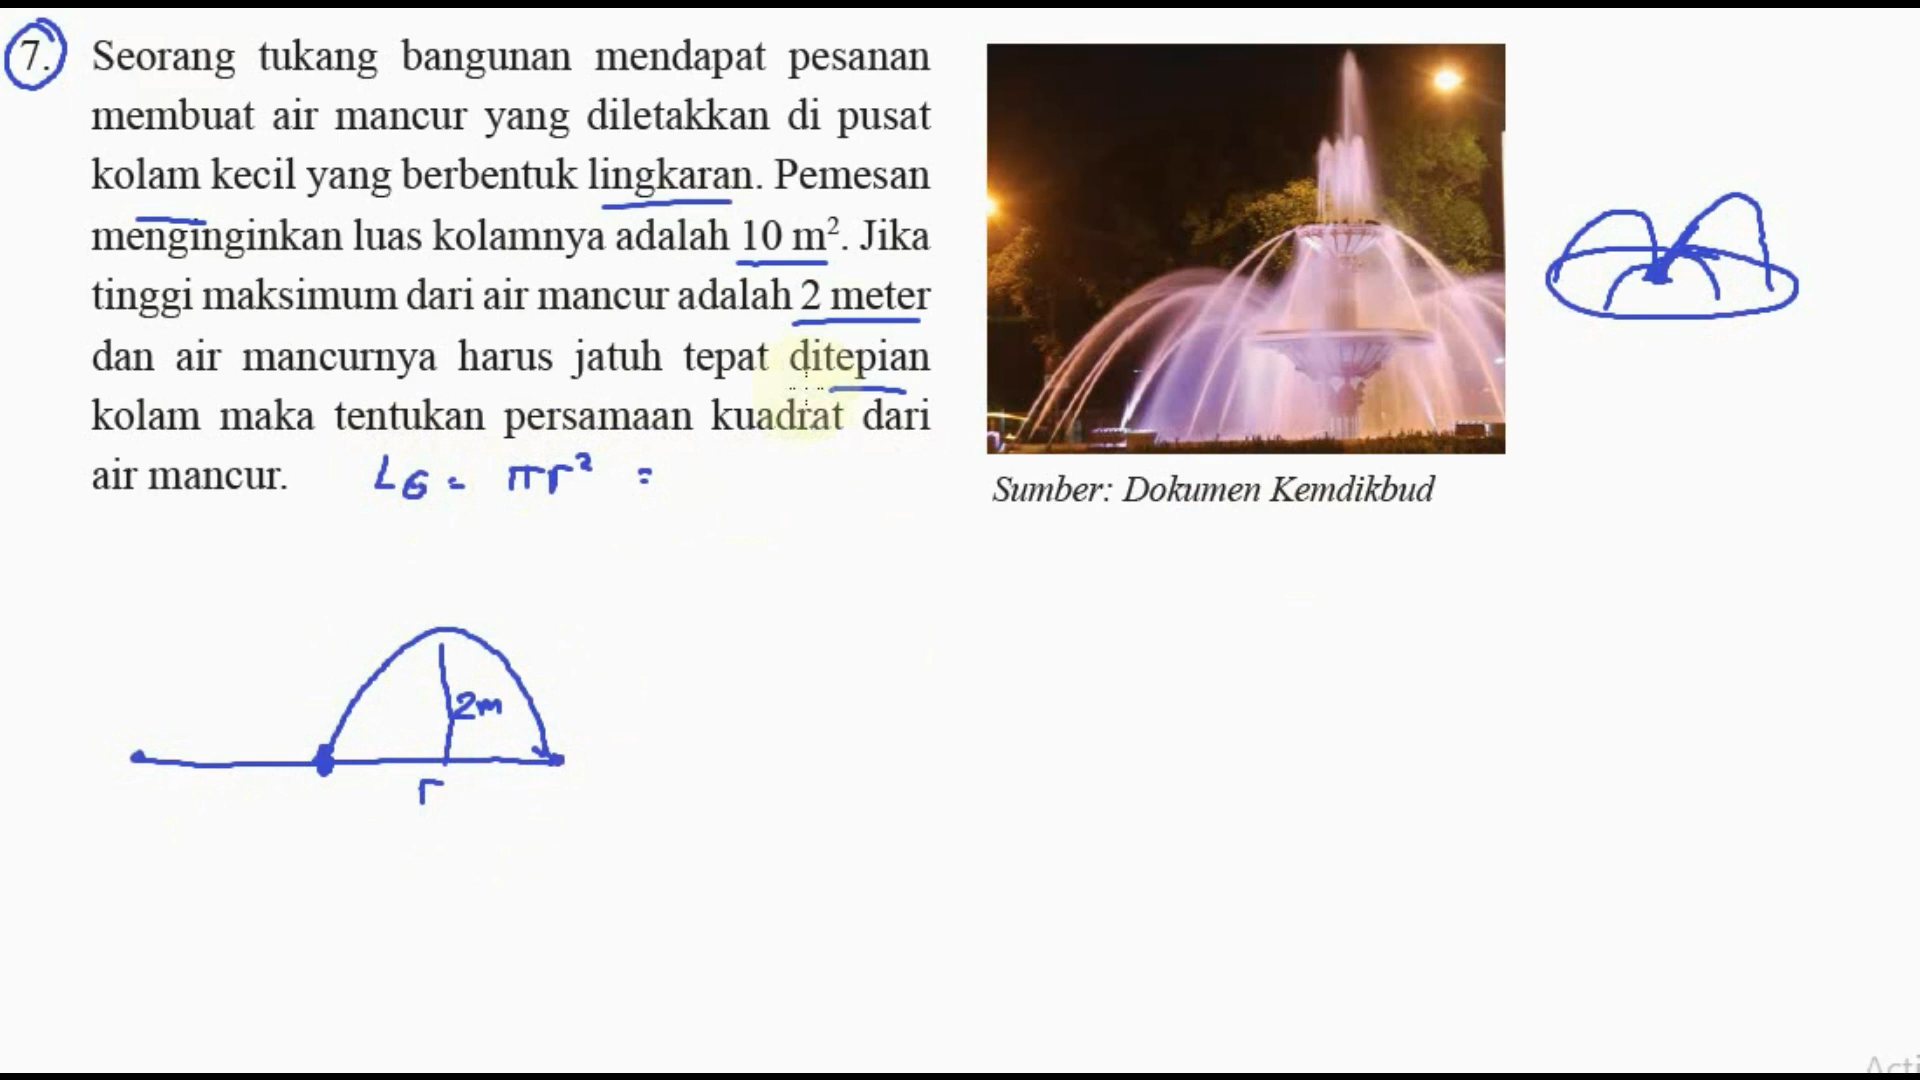 7. Seorang tukang bangunan mendapat pesanan
membuat air mancur yang diletakkan di pusat
kolam kecil yang berbentuk lingkaran. Pemesan
menginginkan luas kolamnya adalah 10 m². Jika
tinggi maksimum dari air mancur adalah 2 meter
dan air mancurnya harus jatuh tepat ditepian
kolam maka tentukan persamaan kuadrat dari
air mancur.
Sumber: Dokumen Kemdikbud
= πr² =
2m
r